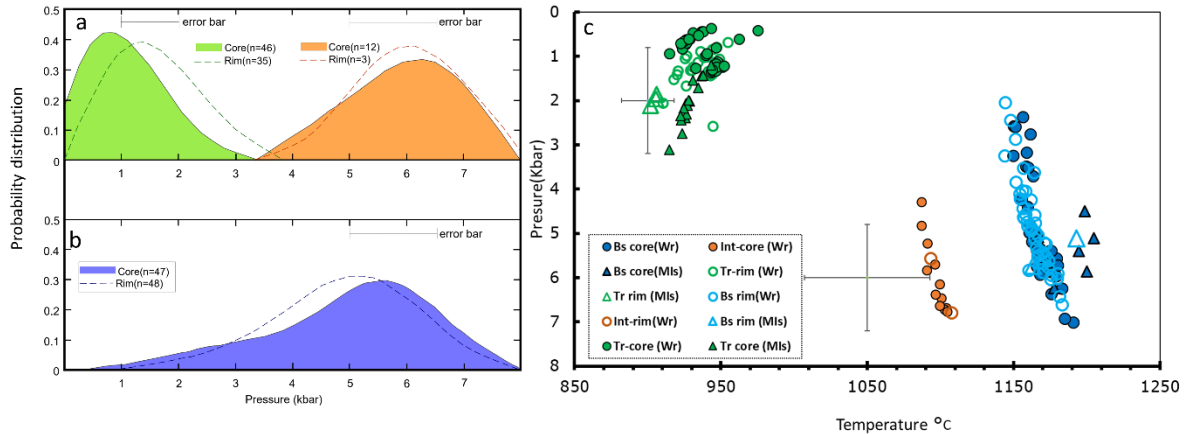 a
error bar
error bar
Core(n=46)
Rim(n=35)
Core(n=12)
Rim(n=3)
0.5
0.4
0.3
0.2
0.1
0
1 2 3 4 5 6 7
Probability distribution
b
error bar
Core(n=47)
Rim(n=48)
0.5
0.4
0.3
0.2
0.1
0
1 2 3 4 5 6 7
Pressure (kbar)
c
0
1
2
3
4
5
6
7
8
Presure(Kbar)
Bs core(Wr) Int-core (Wr)
Bs core(MIs) Tr-rim (Wr)
Tr rim (MIs) Bs rim(Wr)
Int-rim(Wr) Bs rim (MIs)
Tr-core (Wr) Tr core (MIs)
850 950 1050 1150 1250
Temperature °C